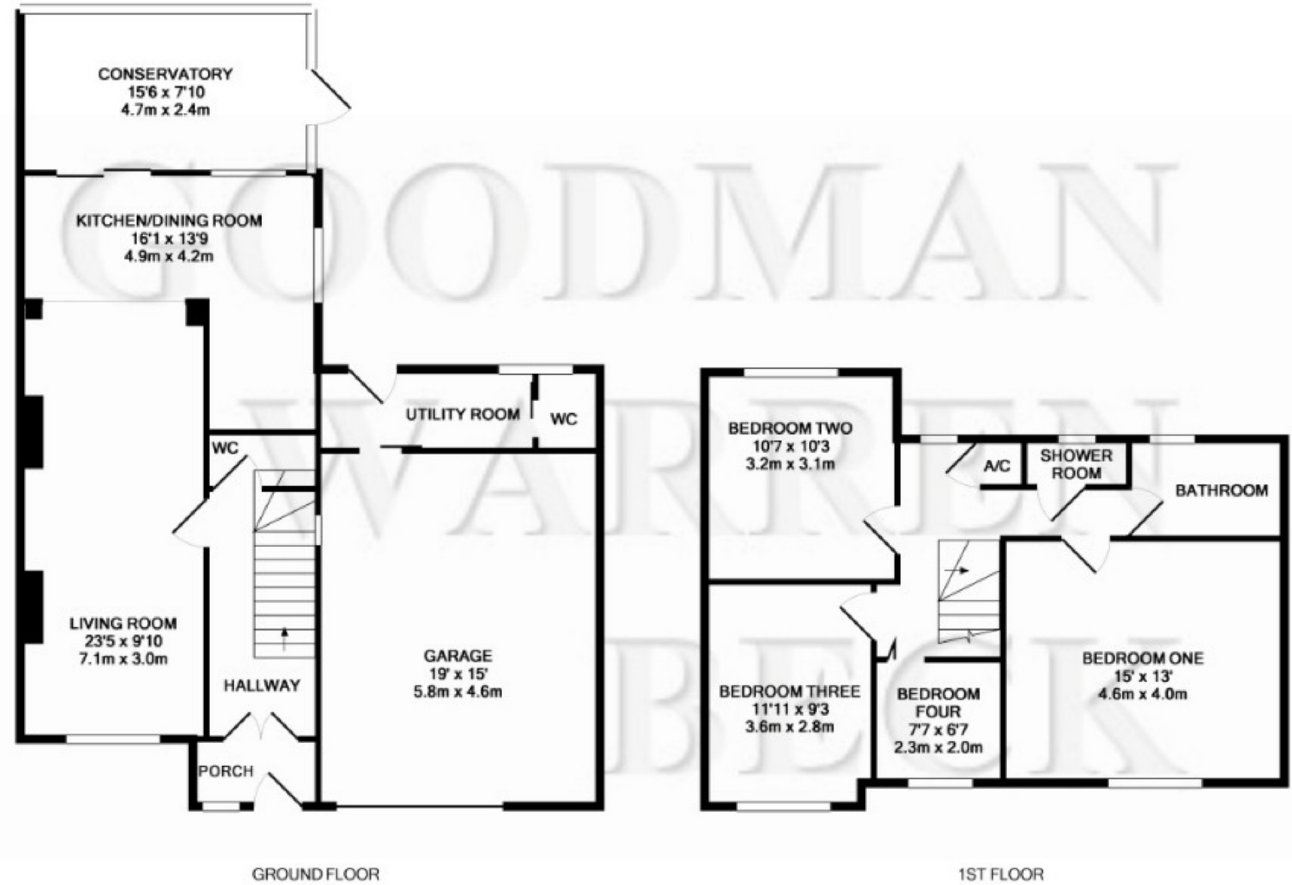 CONSERVATORY
15'6 x 7'10
4.7m x 2.4m
KITCHEN/DINING ROOM
16'1 x 13'9
4.9m x 4.2m
UTILITY ROOM
WC
WC
LIVING ROOM
23'5 x 9'10
7.1m x 3.0m
HALLWAY
GARAGE
19' x 15'
5.8m x 4.6m
PORCH
GROUND FLOOR
BEDROOM TWO
10'7 x 10'3
3.2m x 3.1m
A/C
SHOWER
ROOM
BATHROOM
BEDROOM THREE
11'11 x 9'3
3.6m x 2.8m
BEDROOM
FOUR
7'7 x 6'7
2.3m x 2.0m
BEDROOM ONE
15' x 13'
4.6m x 4.0m
1ST FLOOR
GOODMAN
WARREN
BECK